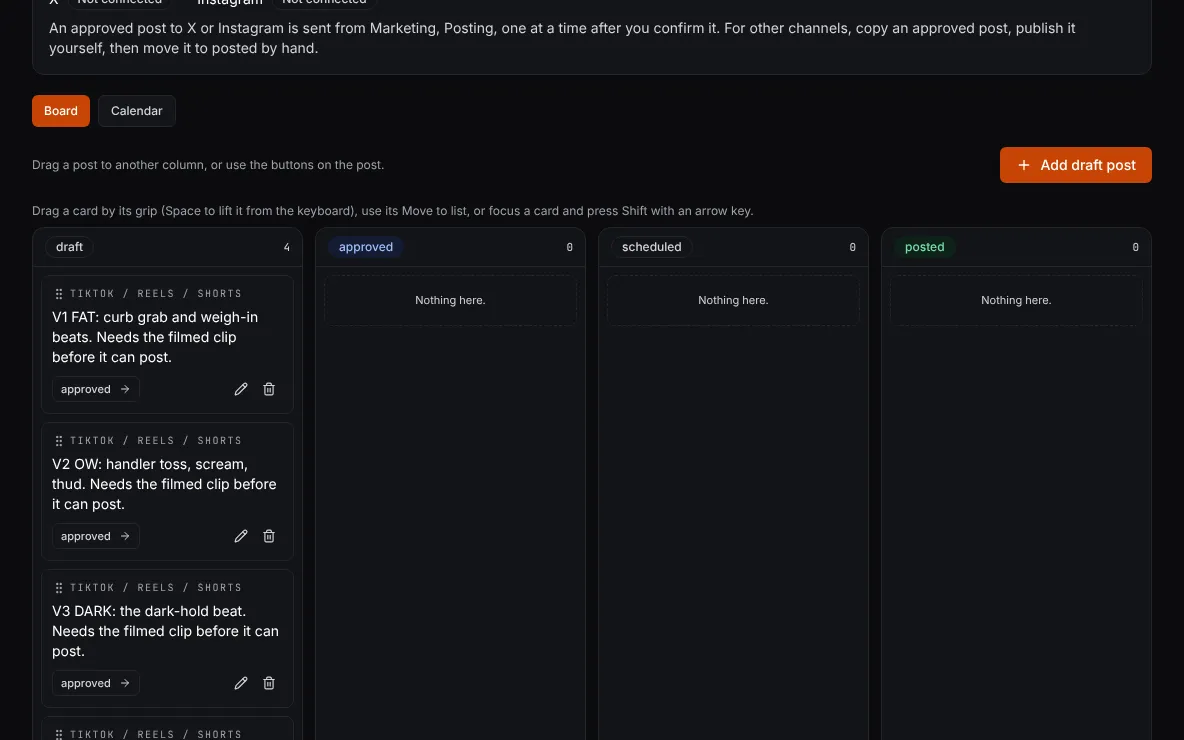 X Not connected Instagram Not connected
An approved post to X or Instagram is sent from Marketing, Posting, one at a time after you confirm it. For other channels, copy an approved post, publish it
yourself, then move it to posted by hand.
Board Calendar
Drag a post to another column, or use the buttons on the post.
+ Add draft post
Drag a card by its grip (Space to lift it from the keyboard), use its Move to list, or focus a card and press Shift with an arrow key.
draft 4
approved 0
scheduled 0
posted 0
TIKTOK / REELS / SHORTS
V1 FAT: curb grab and weigh-in
beats. Needs the filmed clip
before it can post.
approved →
Nothing here.
Nothing here.
Nothing here.
TIKTOK / REELS / SHORTS
V2 OW: handler toss, scream,
thud. Needs the filmed clip before
it can post.
approved →
TIKTOK / REELS / SHORTS
V3 DARK: the dark-hold beat.
Needs the filmed clip before it can
post.
approved →
TIKTOK / REELS / SHORTS